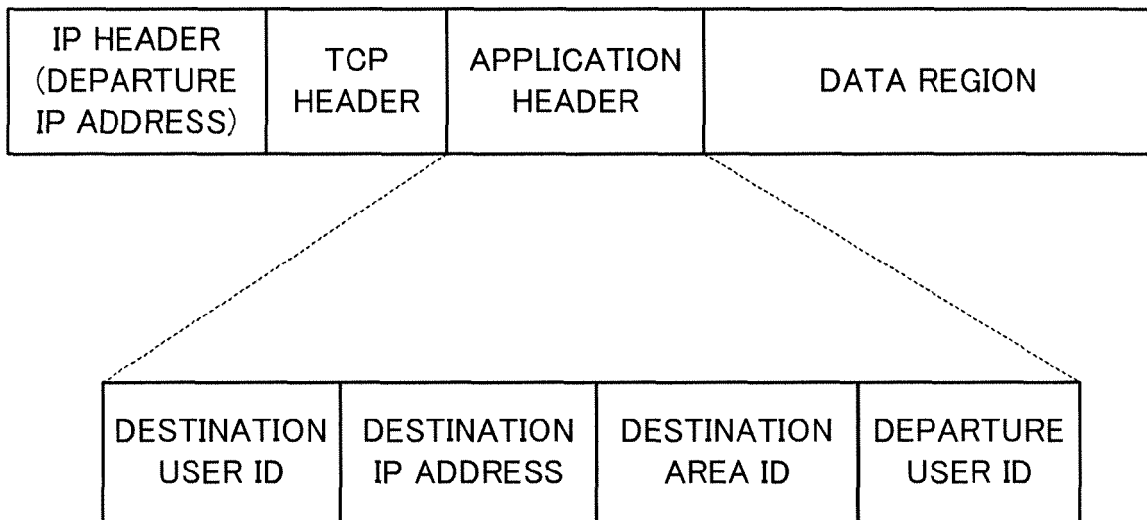 IP HEADER
(DEPARTURE
IP ADDRESS)
TCP
HEADER
APPLICATION
HEADER
DATA REGION
DESTINATION
USER ID
DESTINATION
IP ADDRESS
DESTINATION
AREA ID
DEPARTURE
USER ID